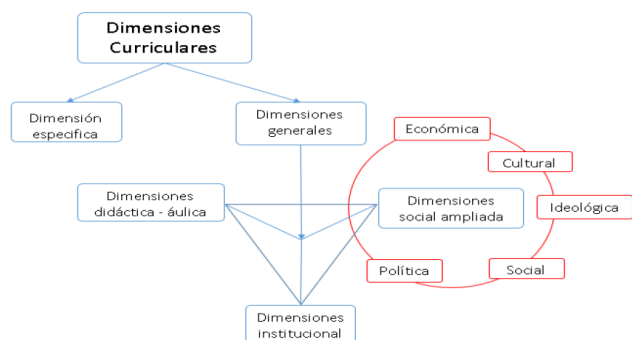 Dimensiones
Curriculares
Dimensión
especifica
Dimensiones
generales
Económica
Cultural
Dimensiones
didáctica - áulica
Dimensiones
social ampliada
Ideológica
Política
Social
Dimensiones
institucional